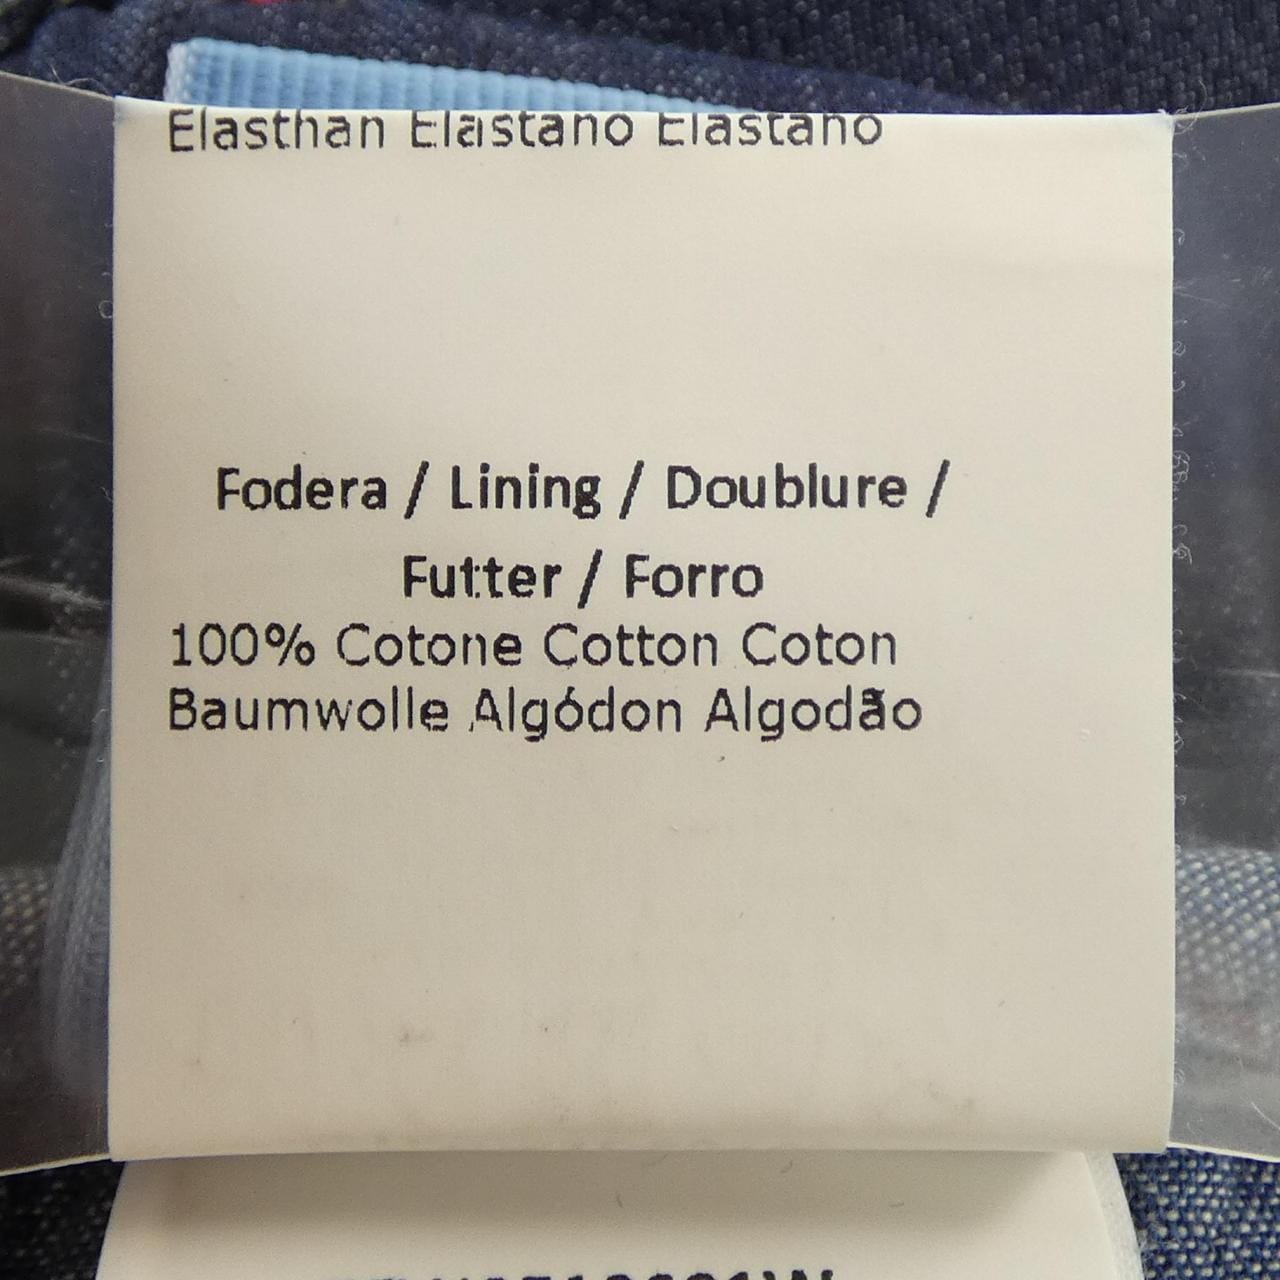 Elasthan Elastano Elastano
Fodera / Lining / Doublure /
Futter / Forro
100% Cotone Cotton Coton
Baumwolle Algódon Algodão